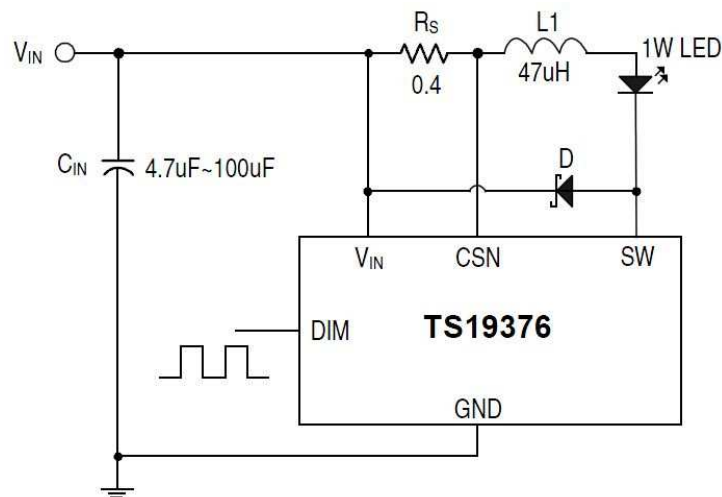 RS
L1
1W LED
VIN
47uH
0.4
CIN
4.7uF~100uF
D
VIN
CSN
SW
TS19376
DIM
GND